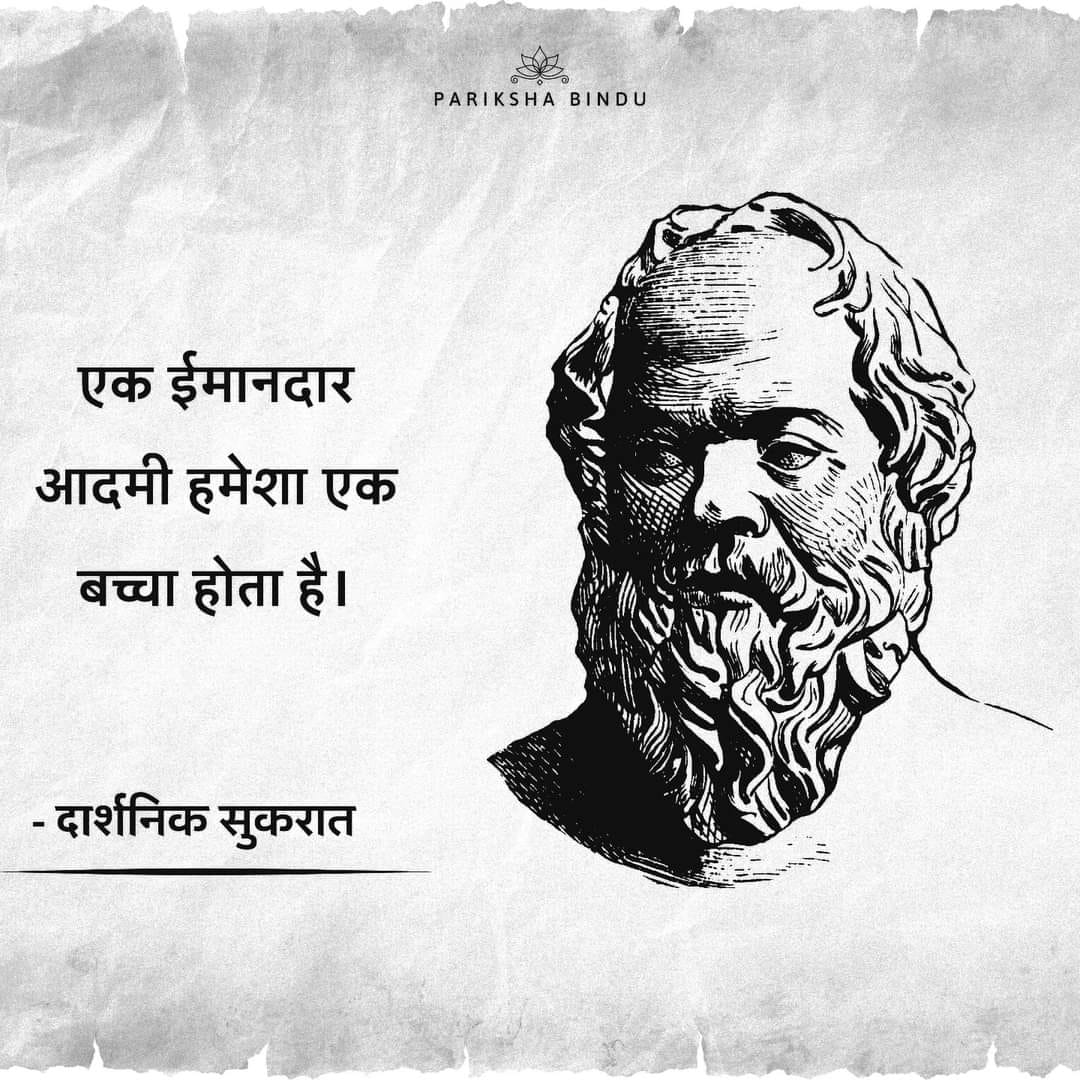 PARIKSHA BINDU
एक ईमानदार
आदमी हमेशा एक
बच्चा होता है।
- दार्शनिक सुकरात